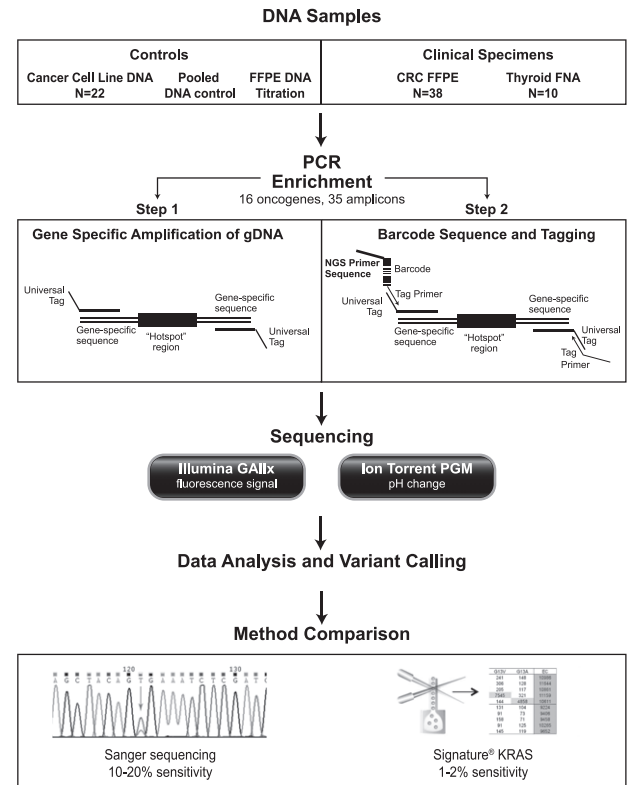 DNA Samples
Controls
Cancer Cell Line DNA
N=22
Pooled
DNA control
FFPE DNA
Titration
Clinical Specimens
CRC FFPE
N=38
Thyroid FNA
N=10
PCR
Enrichment
16 oncogenes, 35 amplicons
Step 1
Step 2
Gene Specific Amplification of gDNA
Universal
Tag
Gene-specific
sequence
Gene-specific
sequence
"Hotspot"
region
Universal
Tag
Barcode Sequence and Tagging
NGS Primer
Sequence
Barcode
Tag Primer
Universal
Tag
Gene-specific
sequence
Gene-specific
sequence
"Hotspot"
region
Universal
Tag
Tag
Primer
Sequencing
Illumina GAIIx
fluorescence signal
Ion Torrent PGM
pH change
Data Analysis and Variant Calling
Method Comparison
120
130
A G C T A C A G T G A A A T C T C G A T
Sanger sequencing
10-20% sensitivity
G13V G13A EC
Signature® KRAS
1-2% sensitivity